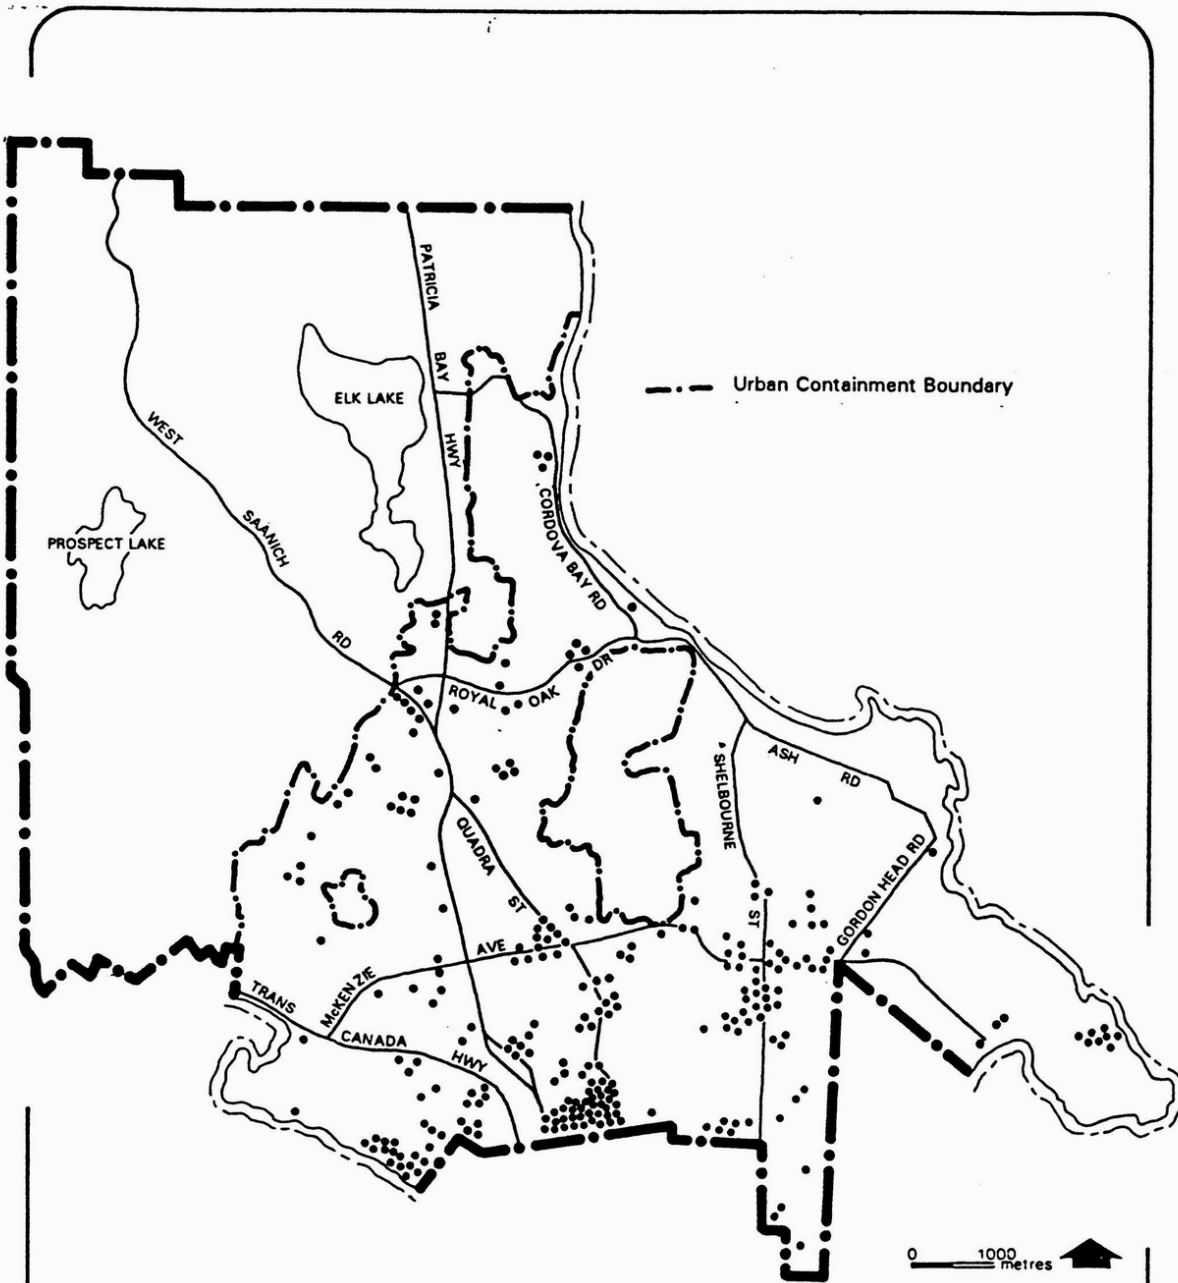 PATRICIA
BAY
HWY
ELK LAKE
Urban Containment Boundary
WEST
SAANICH
RD
PROSPECT LAKE
CORDOVA BAY RD
ROYAL
OAK
DR
SHELBOURNE
ST
ASH
RD
QUADRA
ST
GORDON HEAD RD
McKENZIE
AVE
TRANS
CANADA
HWY
0 1000
metres